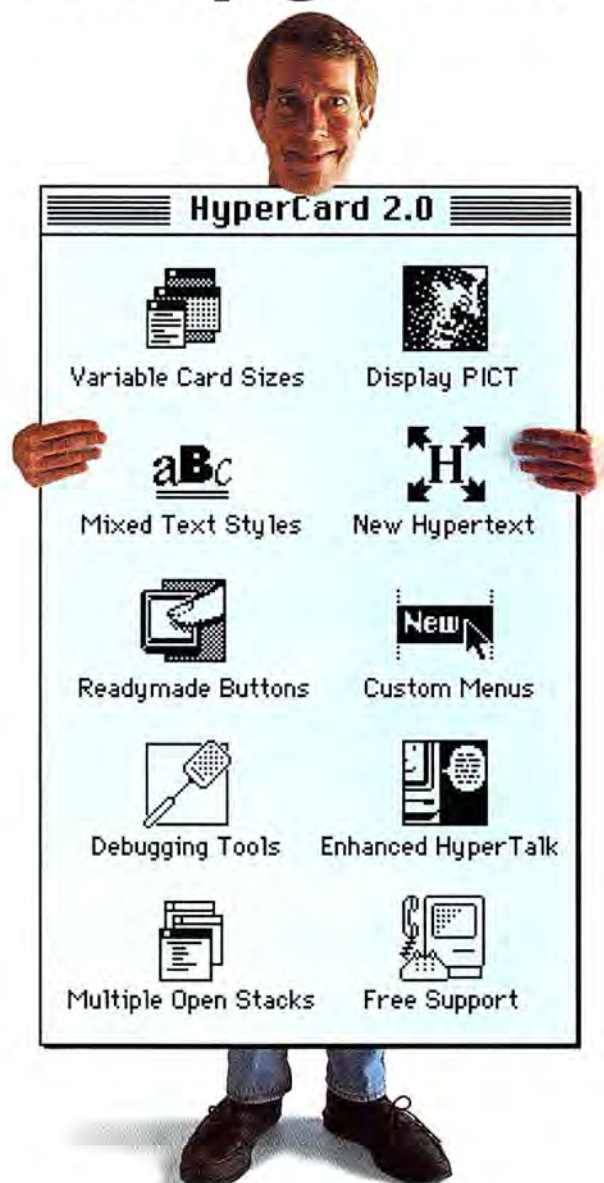 HyperCard 2.0
Variable Card Sizes
Display PICT
aBc
Mixed Text Styles
H
New Hypertext
Readymade Buttons
New
Custom Menus
Debugging Tools
Enhanced HyperTalk
Multiple Open Stacks
Free Support